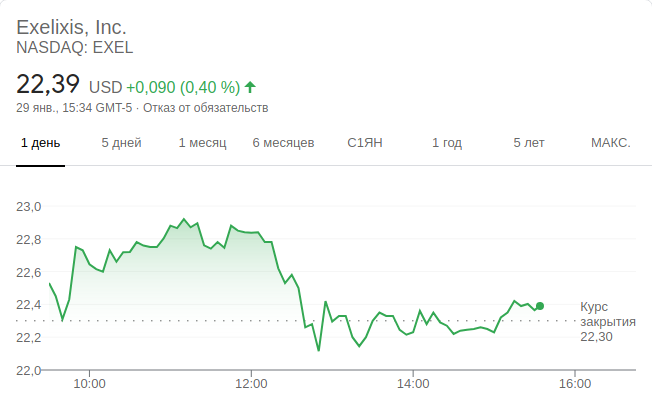 Exelixis, Inc.
NASDAQ: EXEL
22,39 USD +0,090 (0,40 %)
29 янв., 15:34 GMT-5 · Отказ от обязательств
1 день 5 дней 1 месяц 6 месяцев С1ЯН 1 год 5 лет МАКС.
23,0
22,8
22,6
22,4
22,2
22,0
Курс
закрытия
22,30
10:00 12:00 14:00 16:00